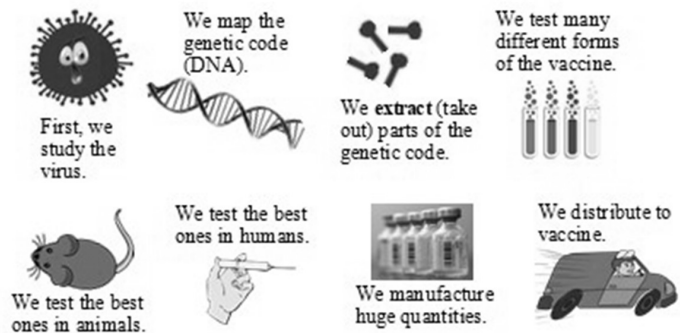 First, we
study the
virus.
We map the
genetic code
(DNA).
We extract (take
out) parts of the
genetic code.
We test many
different forms
of the vaccine.
We test the best
ones in animals.
We test the best
ones in humans.
We manufacture
huge quantities.
We distribute to
vaccine.